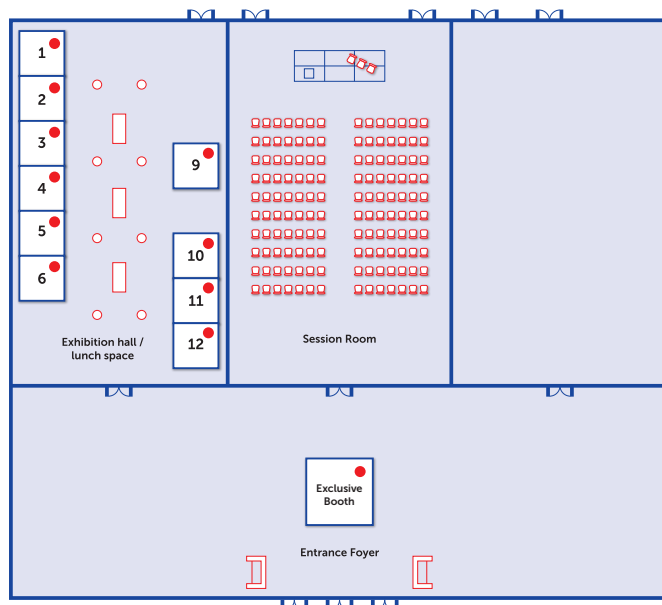 1
2
3
4
5
6
9
10
11
12
Exhibition hall /
lunch space
Session Room
Exclusive
Booth
Entrance Foyer